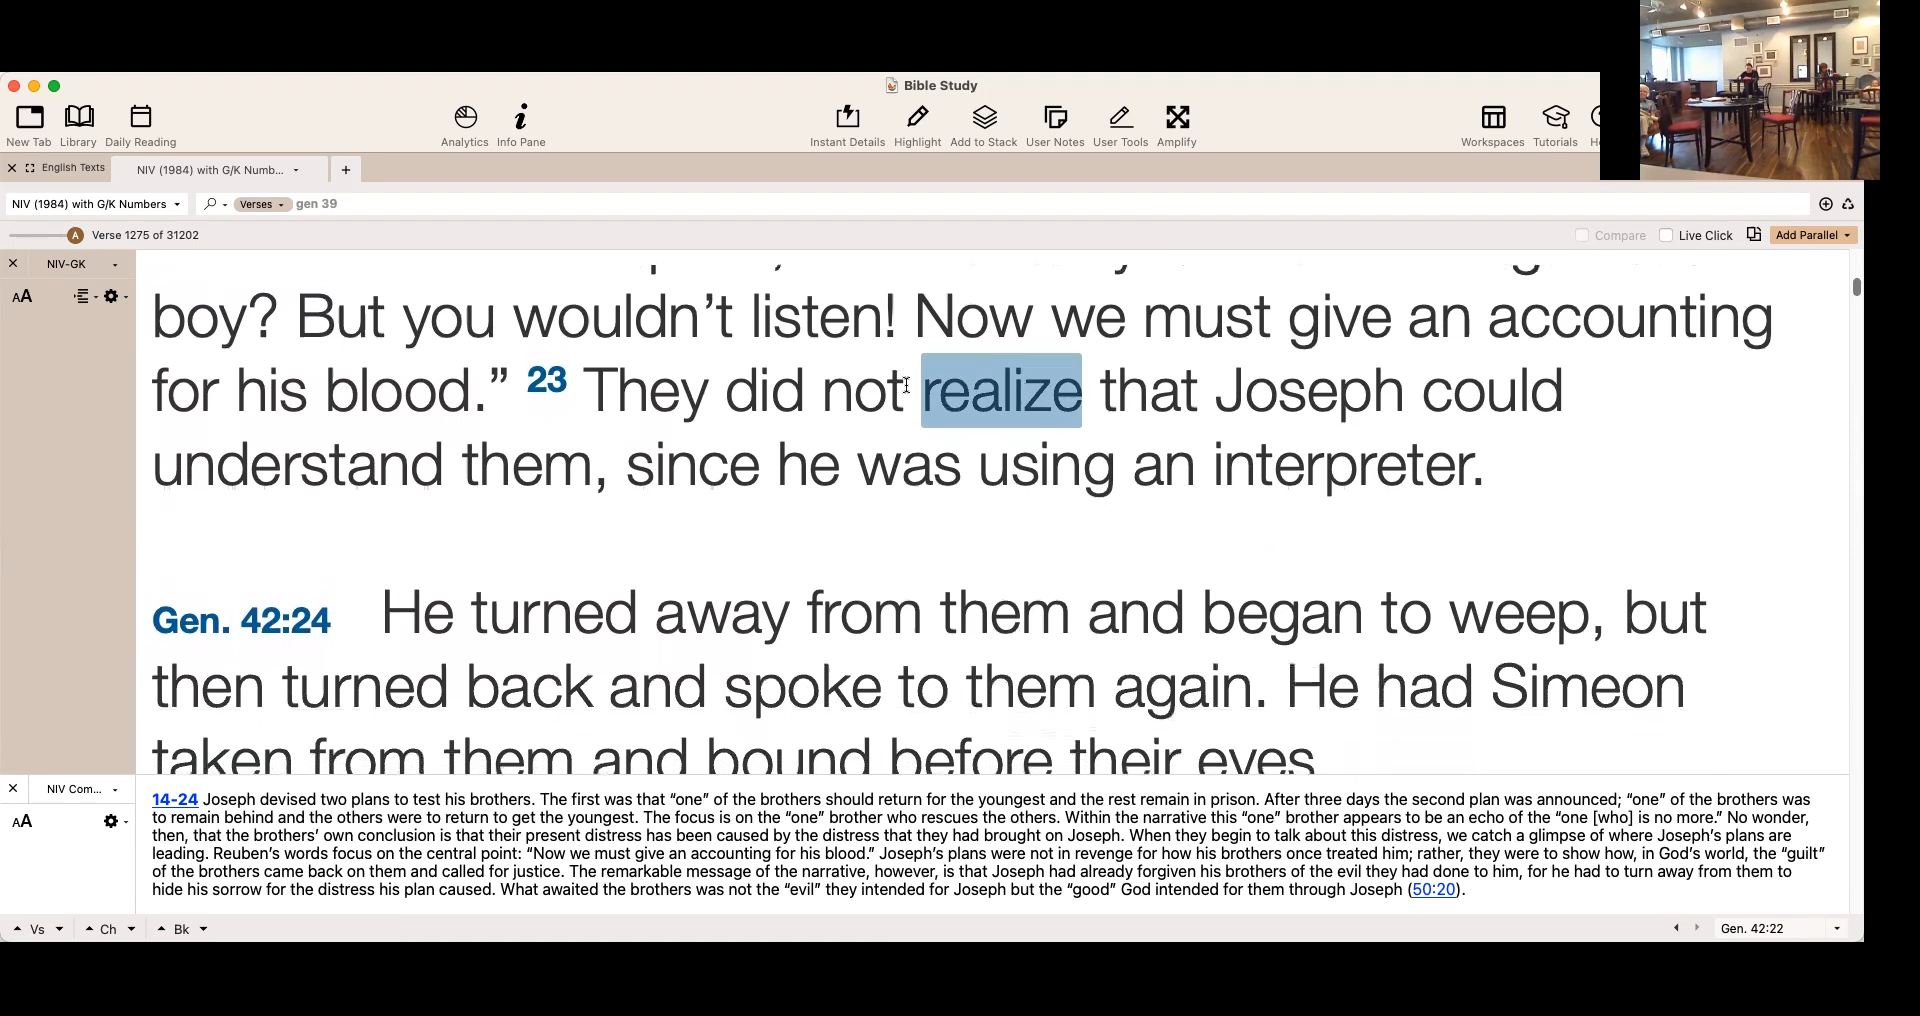 Bible Study
New Tab Library Daily Reading Analytics Info Pane Instant Details Highlight Add to Stack User Notes User Tools Amplify Workspaces Tutorials
English Texts NIV (1984) with G/K Numb...
NIV (1984) with G/K Numbers Verses gen 39
A Verse 1275 of 31202 Compare Live Click Add Parallel
NIV-GK
AA
boy? But you wouldn’t listen! Now we must give an accounting
for his blood.” 23 They did not realize that Joseph could
understand them, since he was using an interpreter.
Gen. 42:24 He turned away from them and began to weep, but
then turned back and spoke to them again. He had Simeon
taken from them and bound before their eyes
NIV Com...
AA
14-24 Joseph devised two plans to test his brothers. The first was that “one” of the brothers should return for the youngest and the rest remain in prison. After three days the second plan was announced; “one” of the brothers was
to remain behind and the others were to return to get the youngest. The focus is on the “one” brother who rescues the others. Within the narrative this “one” brother appears to be an echo of the “one [who] is no more.” No wonder,
then, that the brothers’ own conclusion is that their present distress has been caused by the distress that they had brought on Joseph. When they begin to talk about this distress, we catch a glimpse of where Joseph’s plans are
leading. Reuben’s words focus on the central point: “Now we must give an accounting for his blood.” Joseph’s plans were not in revenge for how his brothers once treated him; rather, they were to show how, in God’s world, the “guilt”
of the brothers came back on them and called for justice. The remarkable message of the narrative, however, is that Joseph had already forgiven his brothers of the evil they had done to him, for he had to turn away from them to
hide his sorrow for the distress his plan caused. What awaited the brothers was not the “evil” they intended for Joseph but the “good” God intended for them through Joseph (50:20).
Vs Ch Bk Gen. 42:22